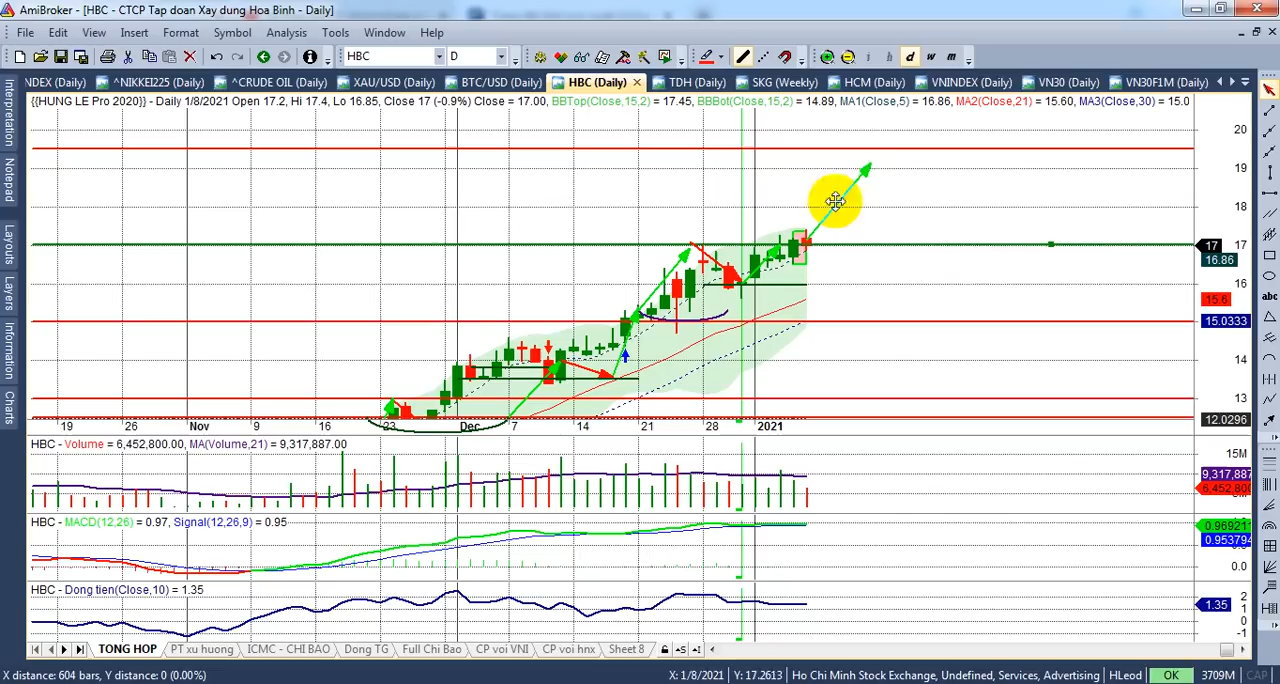 AmiBroker - [HBC - CTCP Tap doan Xay dung Hoa Binh - Daily]
File Edit View Insert Format Symbol Analysis Tools Window Help
HBC D i h d w m
NDEX (Daily) ^NIKKEI225 (Daily) ^CRUDE OIL (Daily) XAU/USD (Daily) BTC/USD (Daily) HBC (Daily) TDH (Daily) SKG (Weekly) HCM (Daily) VNINDEX (Daily) VN30 (Daily) VN30F1M (Daily)
{{HUNG LE Pro 2020}} - Daily 1/8/2021 Open 17.2, Hi 17.4, Lo 16.85, Close 17 (-0.9%) Close = 17.00, BBTop(Close,15,2) = 17.45, BBBot(Close,15,2) = 14.89, MA1(Close,5) = 16.86, MA2(Close,21) = 15.60, MA3(Close,30) = 15.0
Interpretation
Notepad
Layouts
Layers
Information
Charts
20
19
18
17
17
16.86
16
15.6
15.0333
14
13
12.0296
19 26 Nov 9 16 23 Dec 7 14 21 28 2021
abc
HBC - Volume = 6,452,800.00, MA(Volume,21) = 9,317,887.00
15M
9,317,887
6,452,800
HBC - MACD(12,26) = 0.97, Signal(12,26,9) = 0.95
0.969211
0.953794
0.0
HBC - Dong tien(Close,10) = 1.35
2
1.35
1
0
-1
TONG HOP PT xu huong ICMC - CHI BAO Dong TG Full Chi Bao CP voi VNI CP voi hnx Sheet 8
X distance: 604 bars, Y distance: 0 (0.00%) X: 1/8/2021 Y: 17.2613 Ho Chi Minh Stock Exchange, Undefined, Services, Advertising HLeod OK 3709M CAP